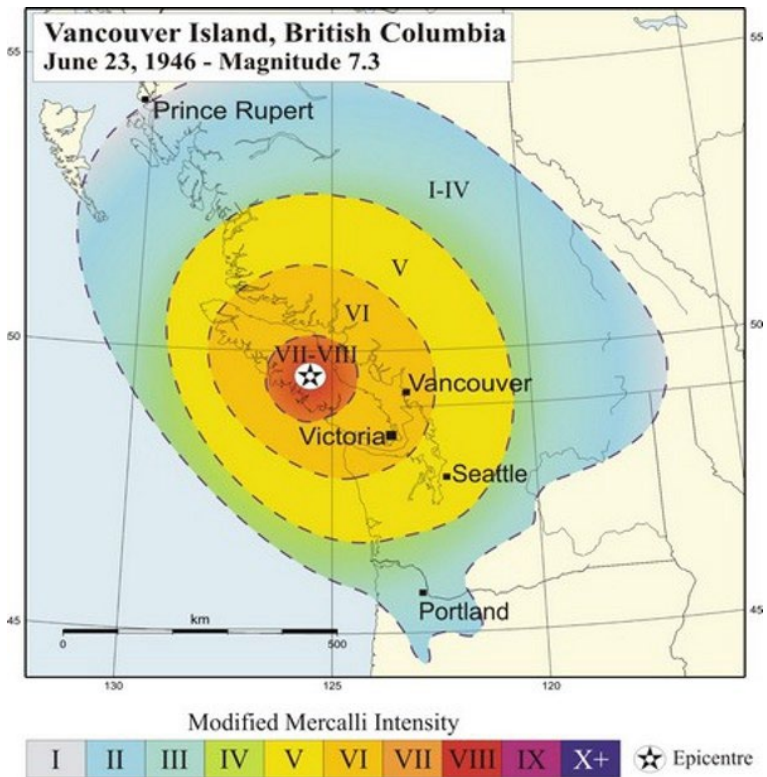 Vancouver Island, British Columbia
June 23, 1946 - Magnitude 7.3
55
55
Prince Rupert
I-IV
V
50
50
VI
VII-VIII
Vancouver
Victoria
Seattle
Portland
45
45
km
0
500
130
125
120
Modified Mercalli Intensity
I II III IV V VI VII VIII IX X+ Epicentre